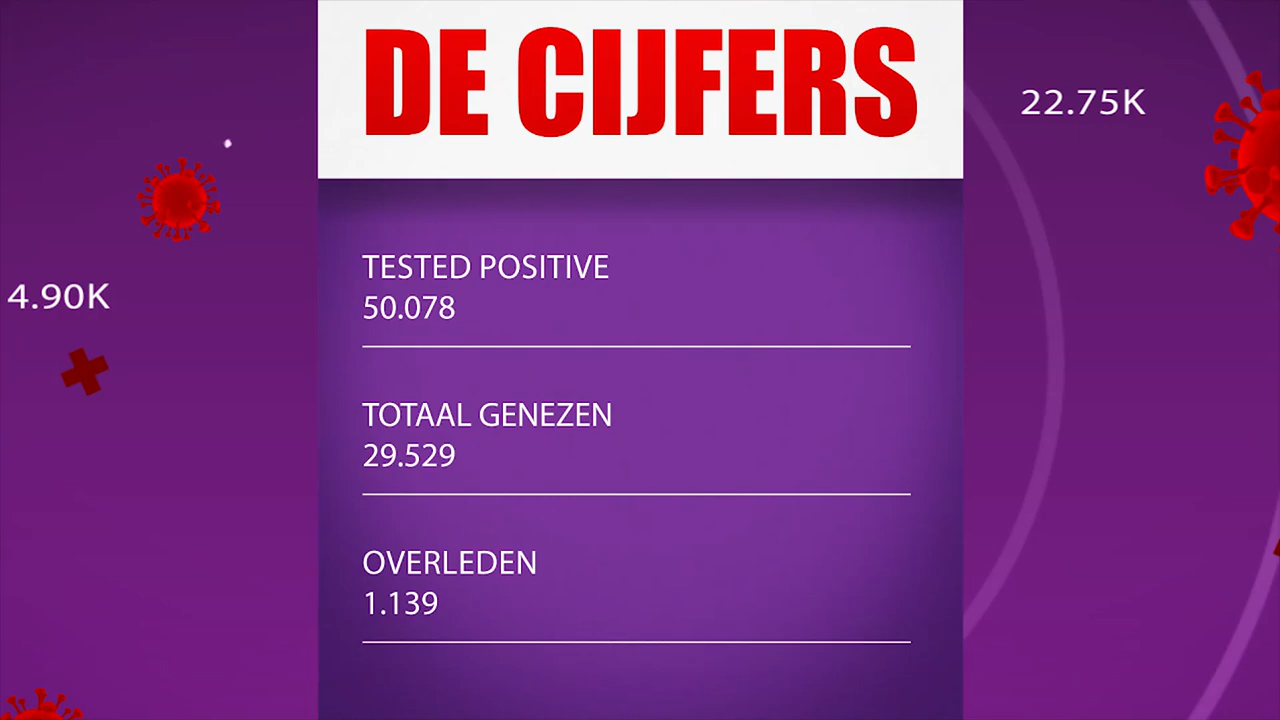 DE CIJFERS
22.75K
4.90K
TESTED POSITIVE
50.078
TOTAAL GENEZEN
29.529
OVERLEDEN
1.139